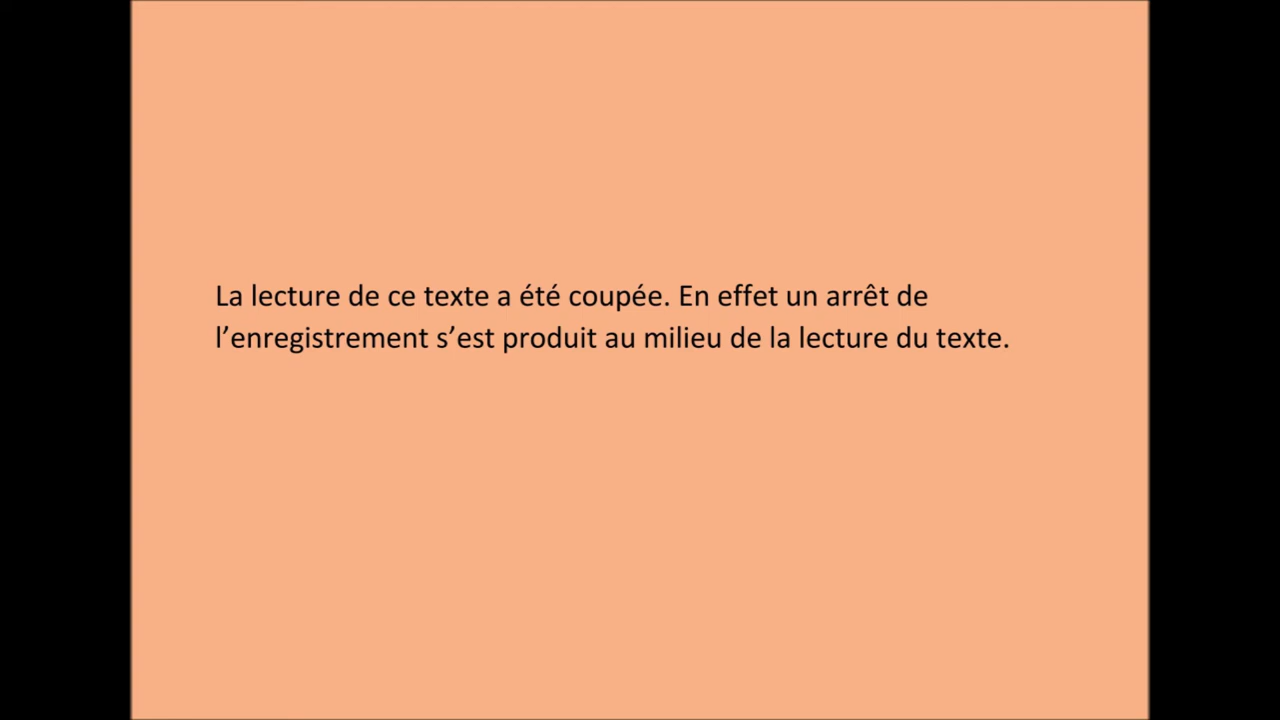 La lecture de ce texte a été coupée. En effet un arrêt de
l’enregistrement s’est produit au milieu de la lecture du texte.